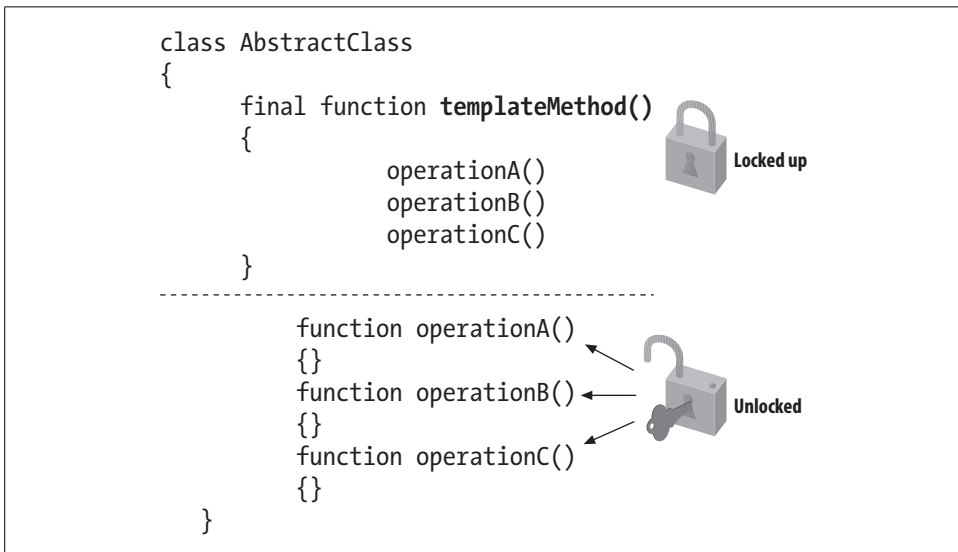 class AbstractClass
{
final function templateMethod()
{
operationA()
operationB()
operationC()
}
Locked up
function operationA()
{}
function operationB()
{}
function operationC()
{}
Unlocked
}